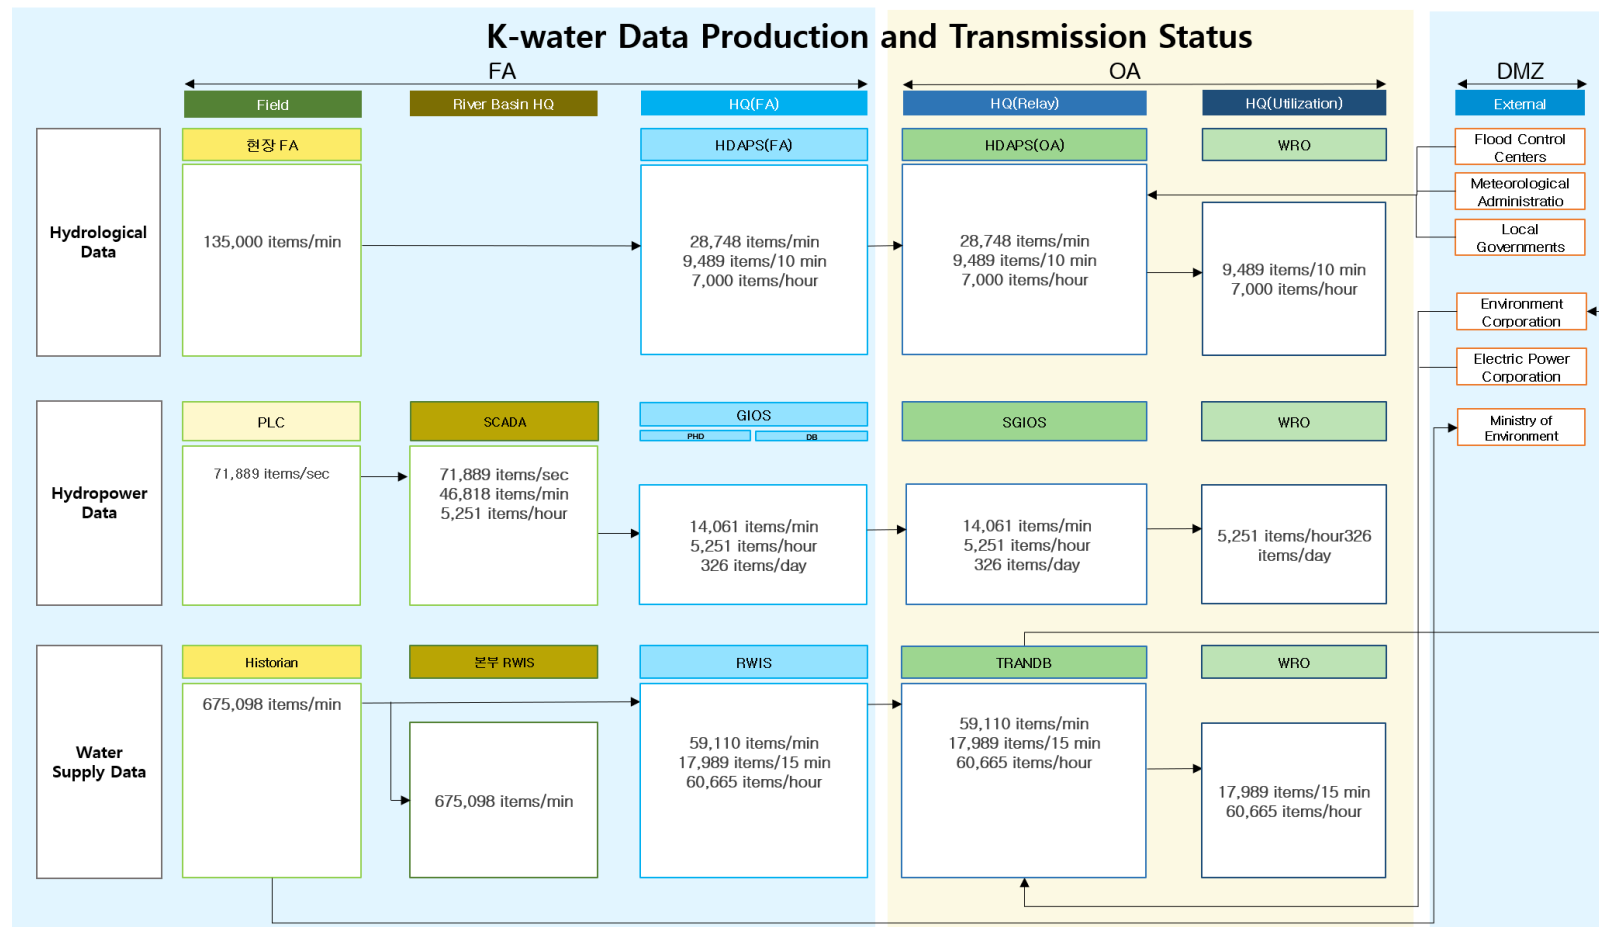 K-water Data Production and Transmission Status
FA
OA
DMZ
Field
River Basin HQ
HQ(FA)
HQ(Relay)
HQ(Utilization)
External
Hydrological
Data
현장 FA
135,000 items/min
HDAPS(FA)
28,748 items/min
9,489 items/10 min
7,000 items/hour
HDAPS(OA)
28,748 items/min
9,489 items/10 min
7,000 items/hour
WRO
9,489 items/10 min
7,000 items/hour
Flood Control
Centers
Meteorological
Administratio
Local
Governments
Environment
Corporation
Electric Power
Corporation
Ministry of
Environment
Hydropower
Data
PLC
71,889 items/sec
SCADA
71,889 items/sec
46,818 items/min
5,251 items/hour
GIOS
PHD
DB
14,061 items/min
5,251 items/hour
326 items/day
SGIOS
14,061 items/min
5,251 items/hour
326 items/day
WRO
5,251 items/hour326
items/day
Water
Supply Data
Historian
675,098 items/min
본부 RWIS
675,098 items/min
RWIS
59,110 items/min
17,989 items/15 min
60,665 items/hour
TRANDB
59,110 items/min
17,989 items/15 min
60,665 items/hour
WRO
17,989 items/15 min
60,665 items/hour